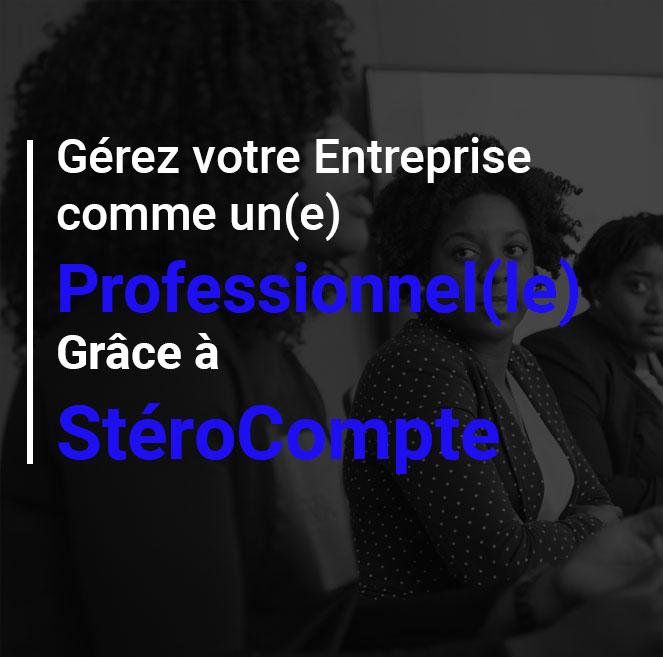 Gérez votre Entreprise
comme un(e)
Professionnel(le)
Grâce à
StéroCompte